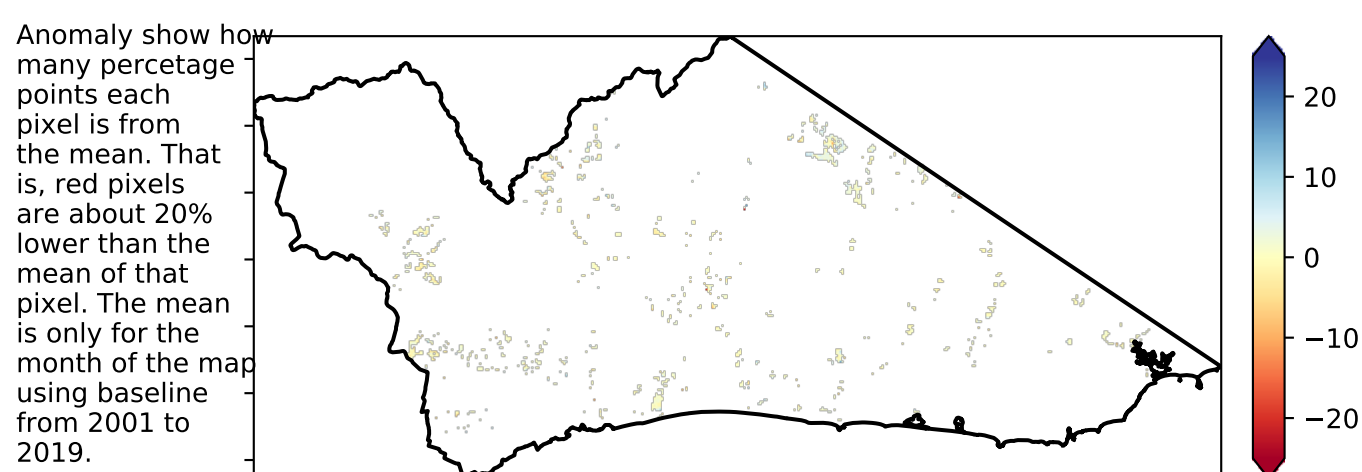 Anomaly show how
many percetage
points each
pixel is from
the mean. That
is, red pixels
are about 20%
lower than the
mean of that
pixel. The mean
is only for the
month of the map
using baseline
from 2001 to
2019.
20
10
0
−10
−20